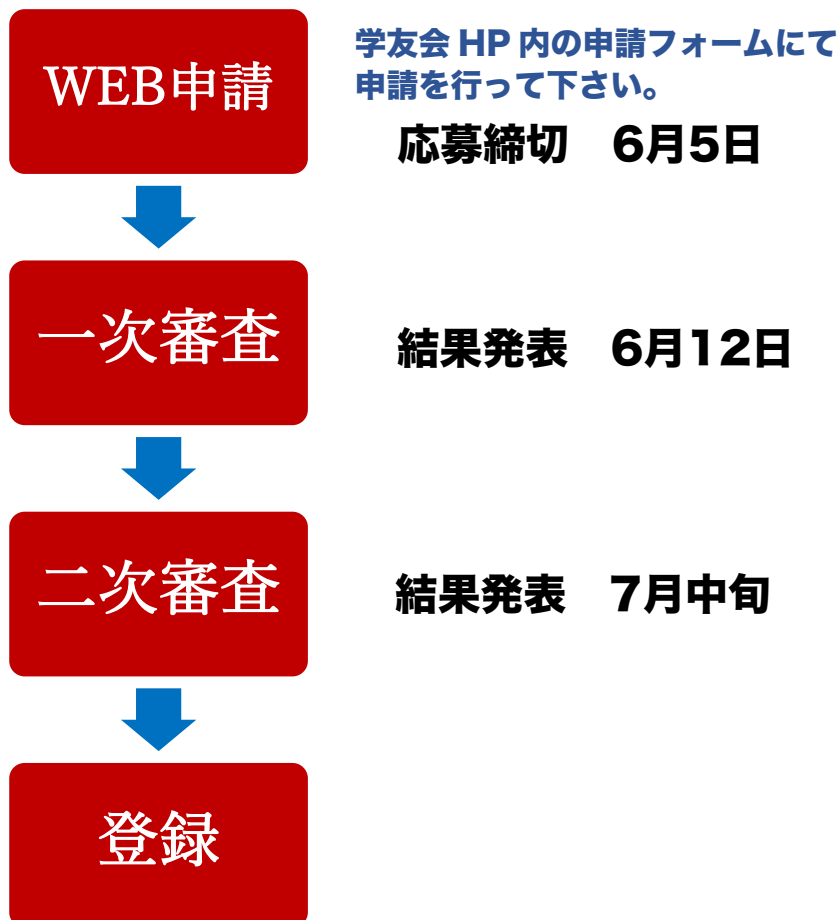 WEB申請
学友会 HP 内の申請フォームにて
申請を行って下さい。
応募締切　6月5日
一次審査
結果発表　6月12日
二次審査
結果発表　7月中旬
登録